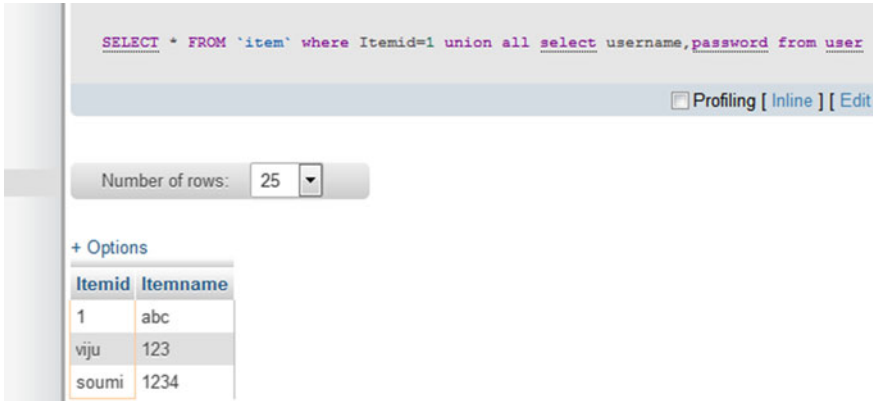 SELECT * FROM `item` where Itemid=1 union all select username,password from user
Profiling [ Inline ] [ Edit
Number of rows: 25
+ Options
Itemid Itemname
1 abc
viju 123
soumi 1234